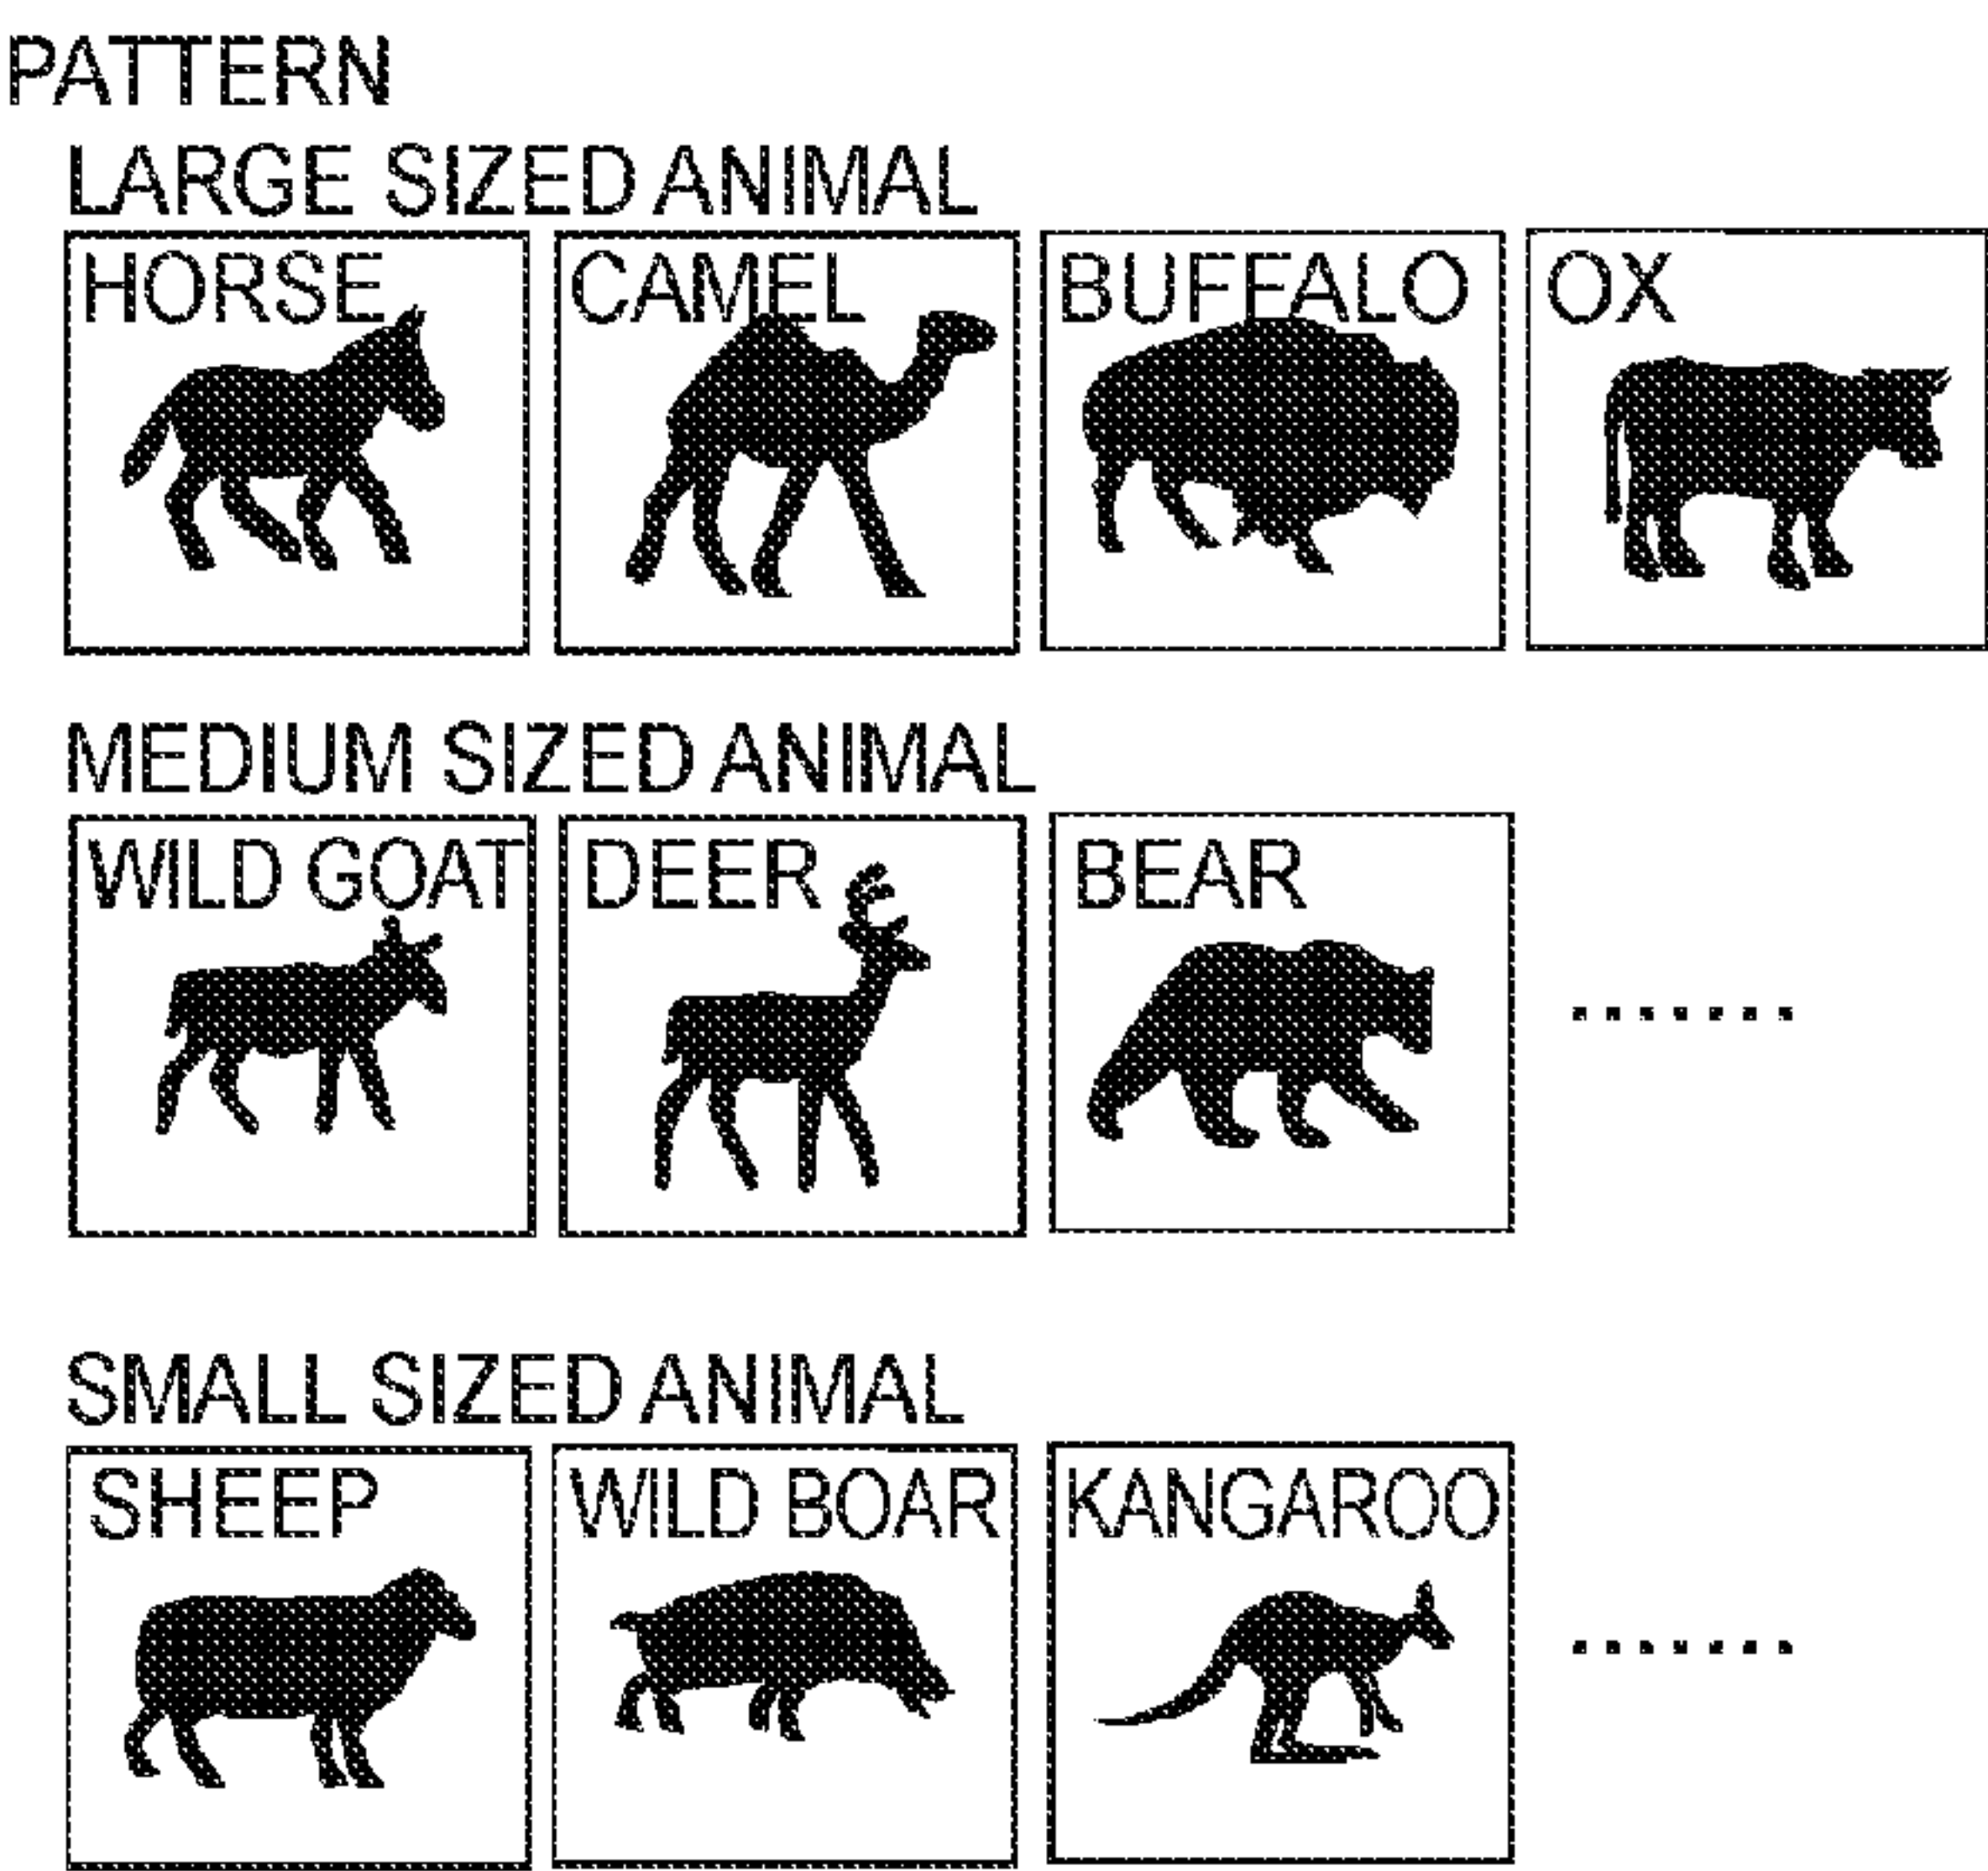 PATTERN
LARGE SIZED ANIMAL
HORSE CAMEL BUFFALO OX
MEDIUM SIZED ANIMAL
WILD GOAT DEER BEAR
.......
SMALL SIZED ANIMAL
SHEEP WILD BOAR KANGAROO
.......